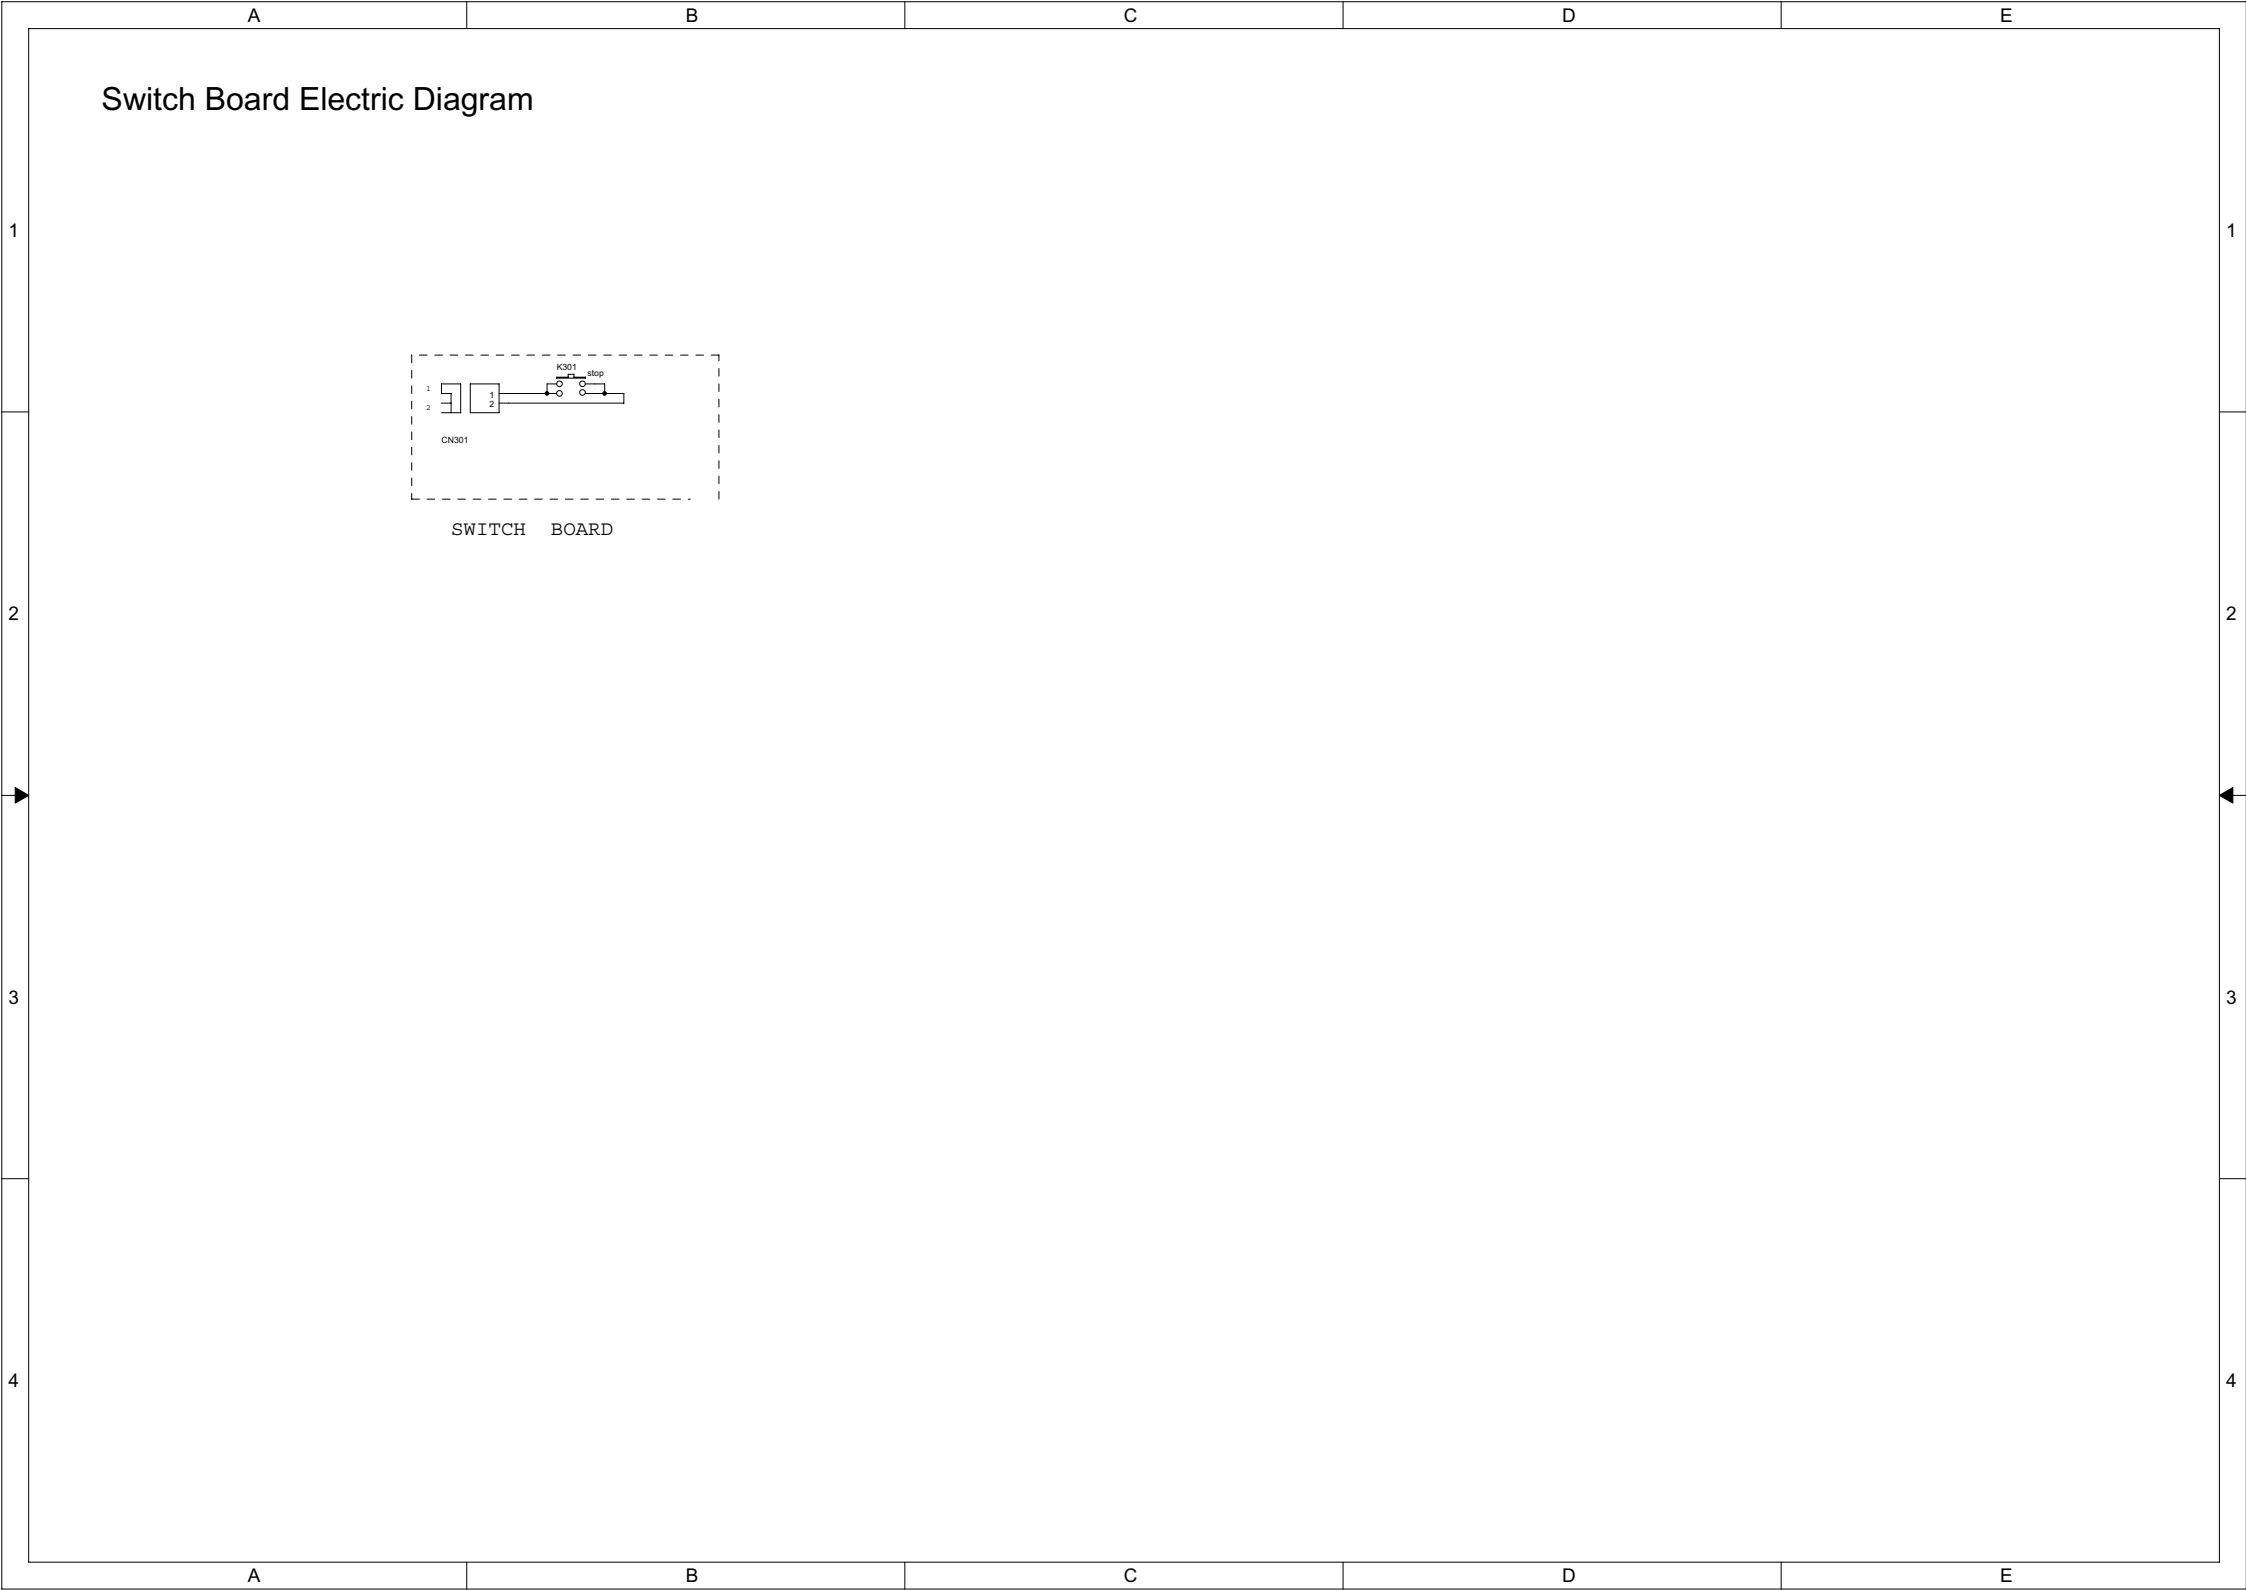 A B C D E
Switch Board Electric Diagram
1 1
K301
stop
1
1
2
2
CN301
SWITCH BOARD
2 2
3 3
4 4
A B C D E